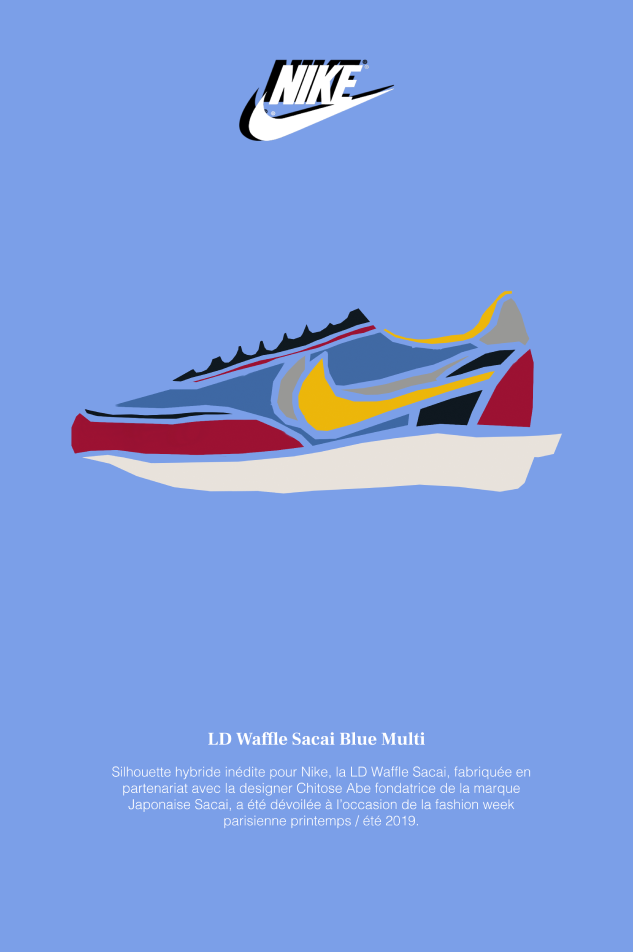 NIKE
LD Waffle Sacai Blue Multi
Silhouette hybride inédite pour Nike, la LD Waffle Sacai, fabriquée en
partenariat avec la designer Chitose Abe fondatrice de la marque
Japonaise Sacai, a été dévoilée à l'occasion de la fashion week
parisienne printemps / été 2019.